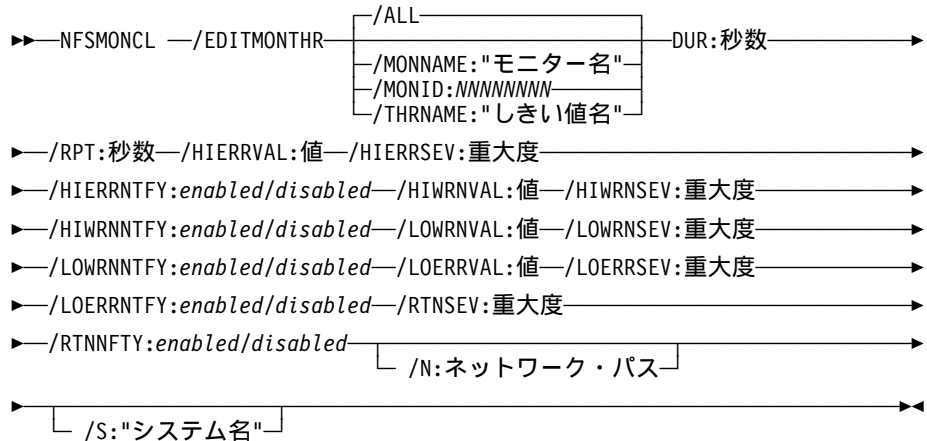 /ALL
NFSMONCL /EDITMONTHR DUR:秒数
/MONNAME:"モニター名"
/MONID:NNNNNNNN
/THRNAME:"しきい値名"
/RPT:秒数 /HIERRVAL:値 /HIERRSEV:重大度
/HIERRNTFY:enabled/disabled /HIWRNVAL:値 /HIWRNSEV:重大度
/HIWRNNTFY:enabled/disabled /LOWRNVAL:値 /LOWRNSEV:重大度
/LOWRNNTFY:enabled/disabled /LOERRVAL:値 /LOERRSEV:重大度
/LOERRNTFY:enabled/disabled /RTNSEV:重大度
/RTNNFTY:enabled/disabled
/N:ネットワーク・パス
/S:"システム名"